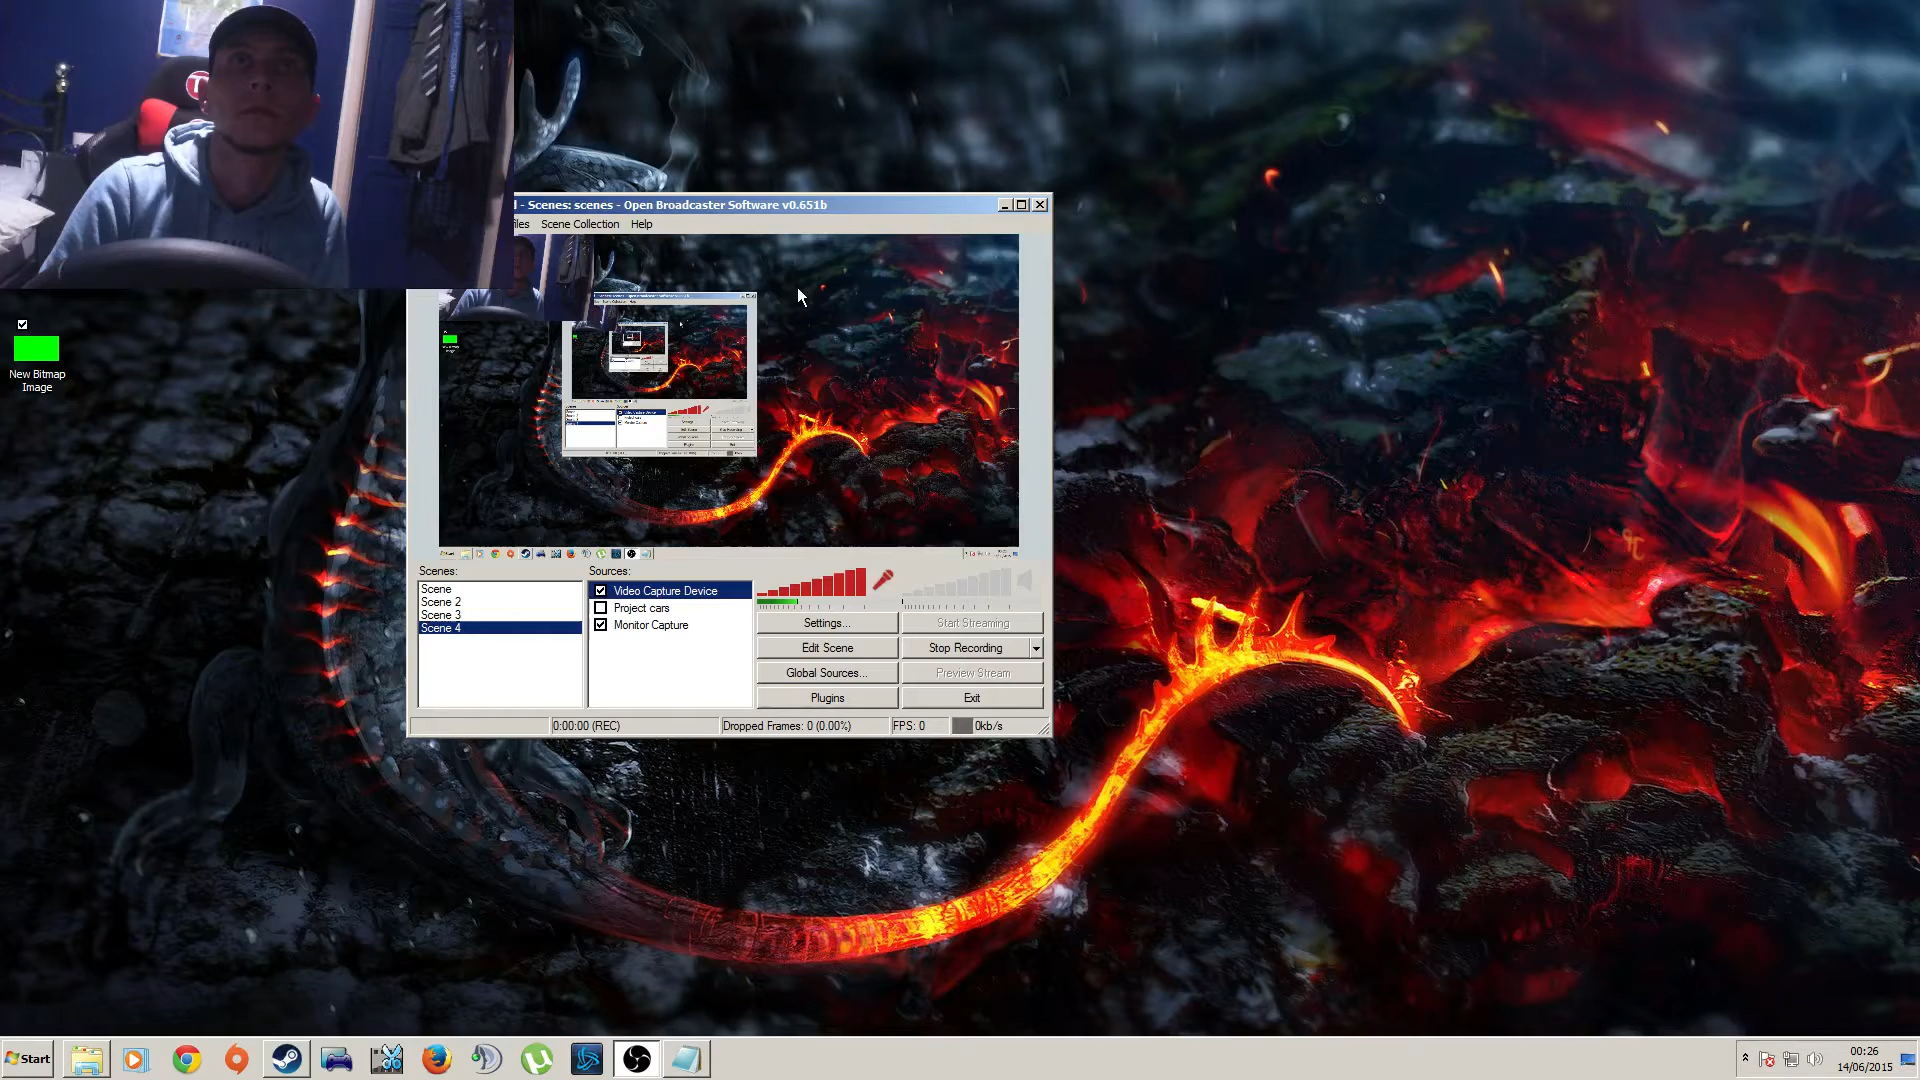 l - Scenes: scenes - Open Broadcaster Software v0.651b
files Scene Collection Help
New Bitmap
Image
Scenes:
Scene
Scene 2
Scene 3
Scene 4
Sources:
Video Capture Device
Project cars
Monitor Capture
Settings...
Start Streaming
Edit Scene
Stop Recording
Global Sources...
Preview Stream
Plugins
Exit
0:00:00 (REC)
Dropped Frames: 0 (0.00%)
FPS: 0
0kb/s
Start
00:26
14/06/2015